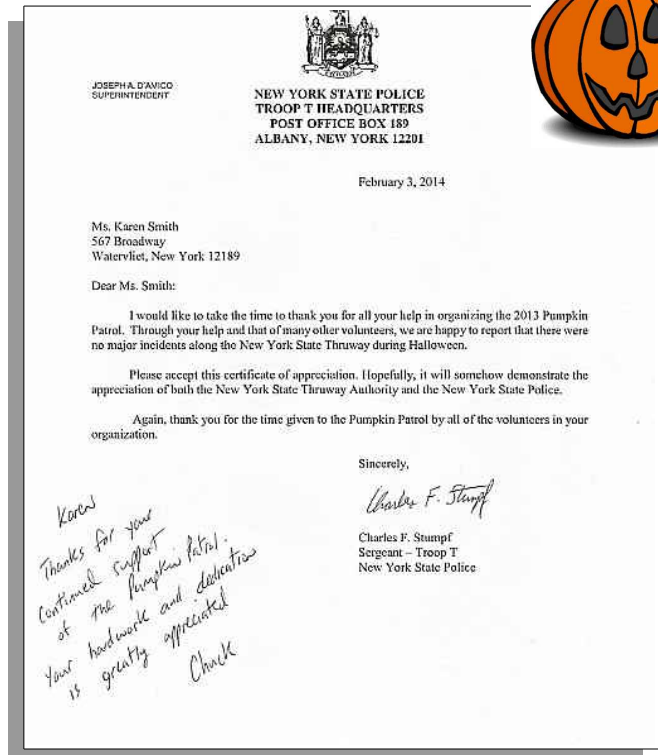 JOSEPH A. D'AVICO
SUPERINTENDENT
NEW YORK STATE POLICE
TROOP T HEADQUARTERS
POST OFFICE BOX 189
ALBANY, NEW YORK 12201
February 3, 2014
Ms. Karen Smith
567 Broadway
Watervliet, New York 12189
Dear Ms. Smith:
I would like to take the time to thank you for all your help in organizing the 2013 Pumpkin
Patrol. Through your help and that of many other volunteers, we are happy to report that there were
no major incidents along the New York State Thruway during Halloween.
Please accept this certificate of appreciation. Hopefully, it will somehow demonstrate the
appreciation of both the New York State Thruway Authority and the New York State Police.
Again, thank you for the time given to the Pumpkin Patrol by all of the volunteers in your
organization.
Sincerely,
Charles F. Stumpf
Charles F. Stumpf
Sergeant – Troop T
New York State Police
Karen
Thanks for your
continued support
of the Pumpkin Patrol.
Your hardwork and dedication
is greatly appreciated
Chuck